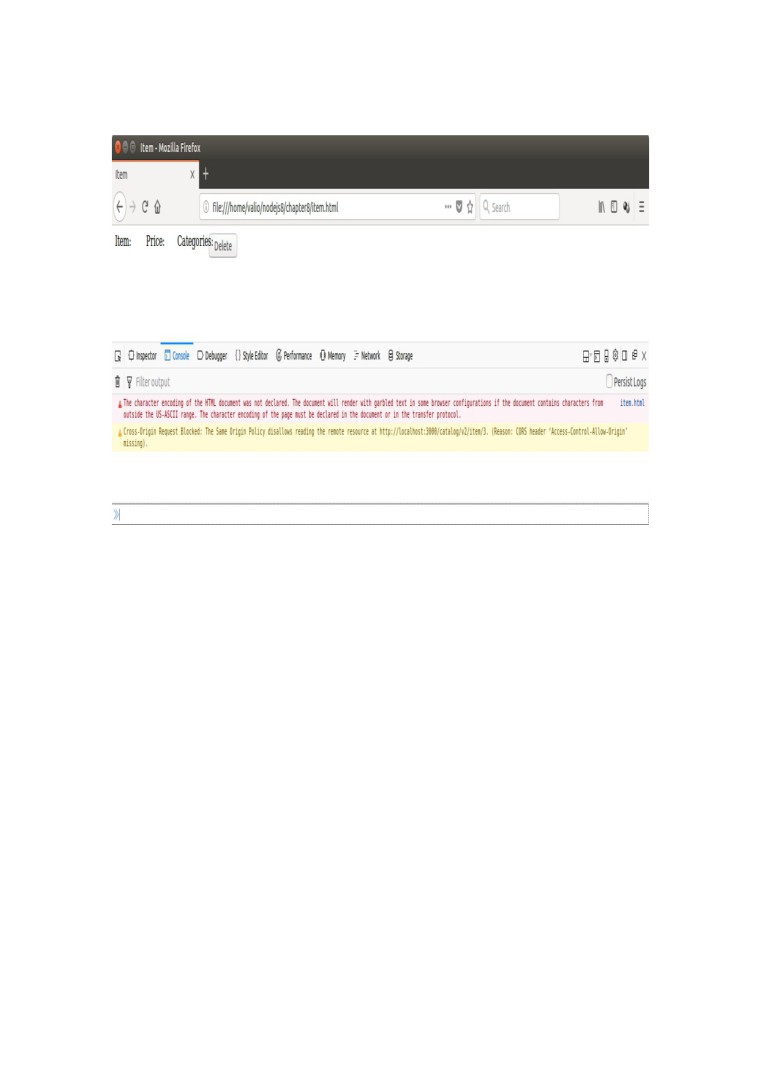 Item - Mozilla Firefox
Item X +
file:///home/valio/nodejs8/chapter8/item.html ··· Search
Item: Price: Categories: Delete
Inspector Console Debugger {} Style Editor Performance Memory Network Storage
Filter output Persist Logs
The character encoding of the HTML document was not declared. The document will render with garbled text in some browser configurations if the document contains characters from item.html
outside the US-ASCII range. The character encoding of the page must be declared in the document or in the transfer protocol.
Cross-Origin Request Blocked: The Same Origin Policy disallows reading the remote resource at http://localhost:3000/catalog/v2/item/3. (Reason: CORS header 'Access-Control-Allow-Origin'
missing).
»